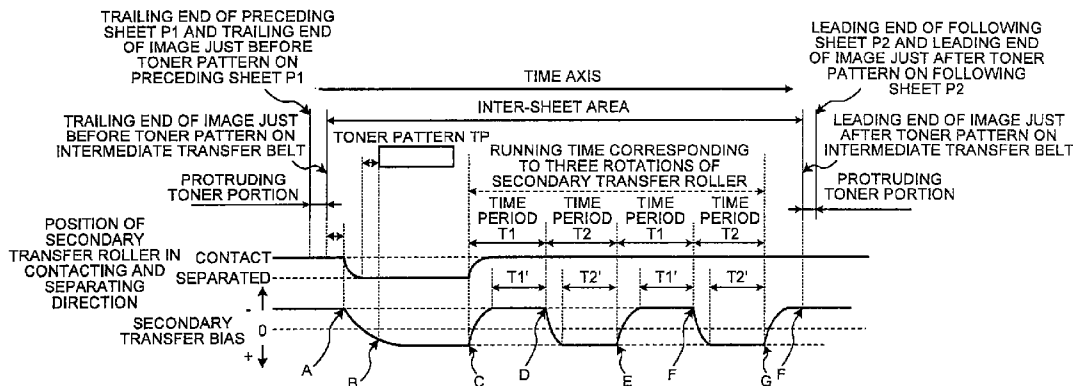 TRAILING END OF PRECEDING
SHEET P1 AND TRAILING END
OF IMAGE JUST BEFORE
TONER PATTERN ON
PRECEDING SHEET P1
LEADING END OF FOLLOWING
SHEET P2 AND LEADING END
OF IMAGE JUST AFTER TONER
PATTERN ON FOLLOWING
SHEET P2
TIME AXIS
INTER-SHEET AREA
TRAILING END OF IMAGE JUST
BEFORE TONER PATTERN ON
INTERMEDIATE TRANSFER BELT
TONER PATTERN TP
RUNNING TIME CORRESPONDING
TO THREE ROTATIONS OF
SECONDARY TRANSFER ROLLER
LEADING END OF IMAGE JUST
AFTER TONER PATTERN ON
INTERMEDIATE TRANSFER BELT
PROTRUDING
TONER PORTION
PROTRUDING
TONER PORTION
TIME
PERIOD
T1
TIME
PERIOD
T2
TIME
PERIOD
T1
TIME
PERIOD
T2
POSITION OF
SECONDARY
TRANSFER ROLLER IN
CONTACTING AND
SEPARATING
DIRECTION
CONTACT
SEPARATED
T1' T2' T1' T2'
SECONDARY
TRANSFER BIAS
-
0
+
A B C D E F G F